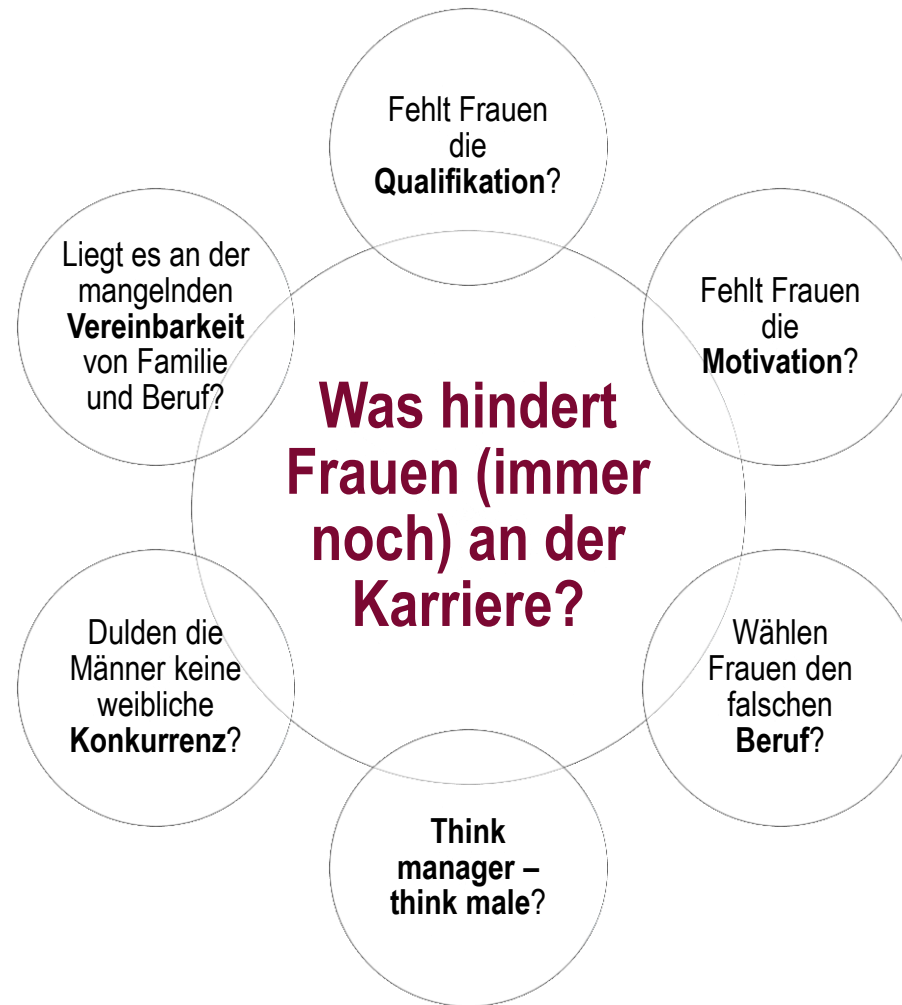 Fehlt Frauen
die
Qualifikation?
Liegt es an der
mangelnden
Vereinbarkeit
von Familie
und Beruf?
Fehlt Frauen
die
Motivation?
Was hindert
Frauen (immer
noch) an der
Karriere?
Dulden die
Männer keine
weibliche
Konkurrenz?
Wählen
Frauen den
falschen
Beruf?
Think
manager –
think male?